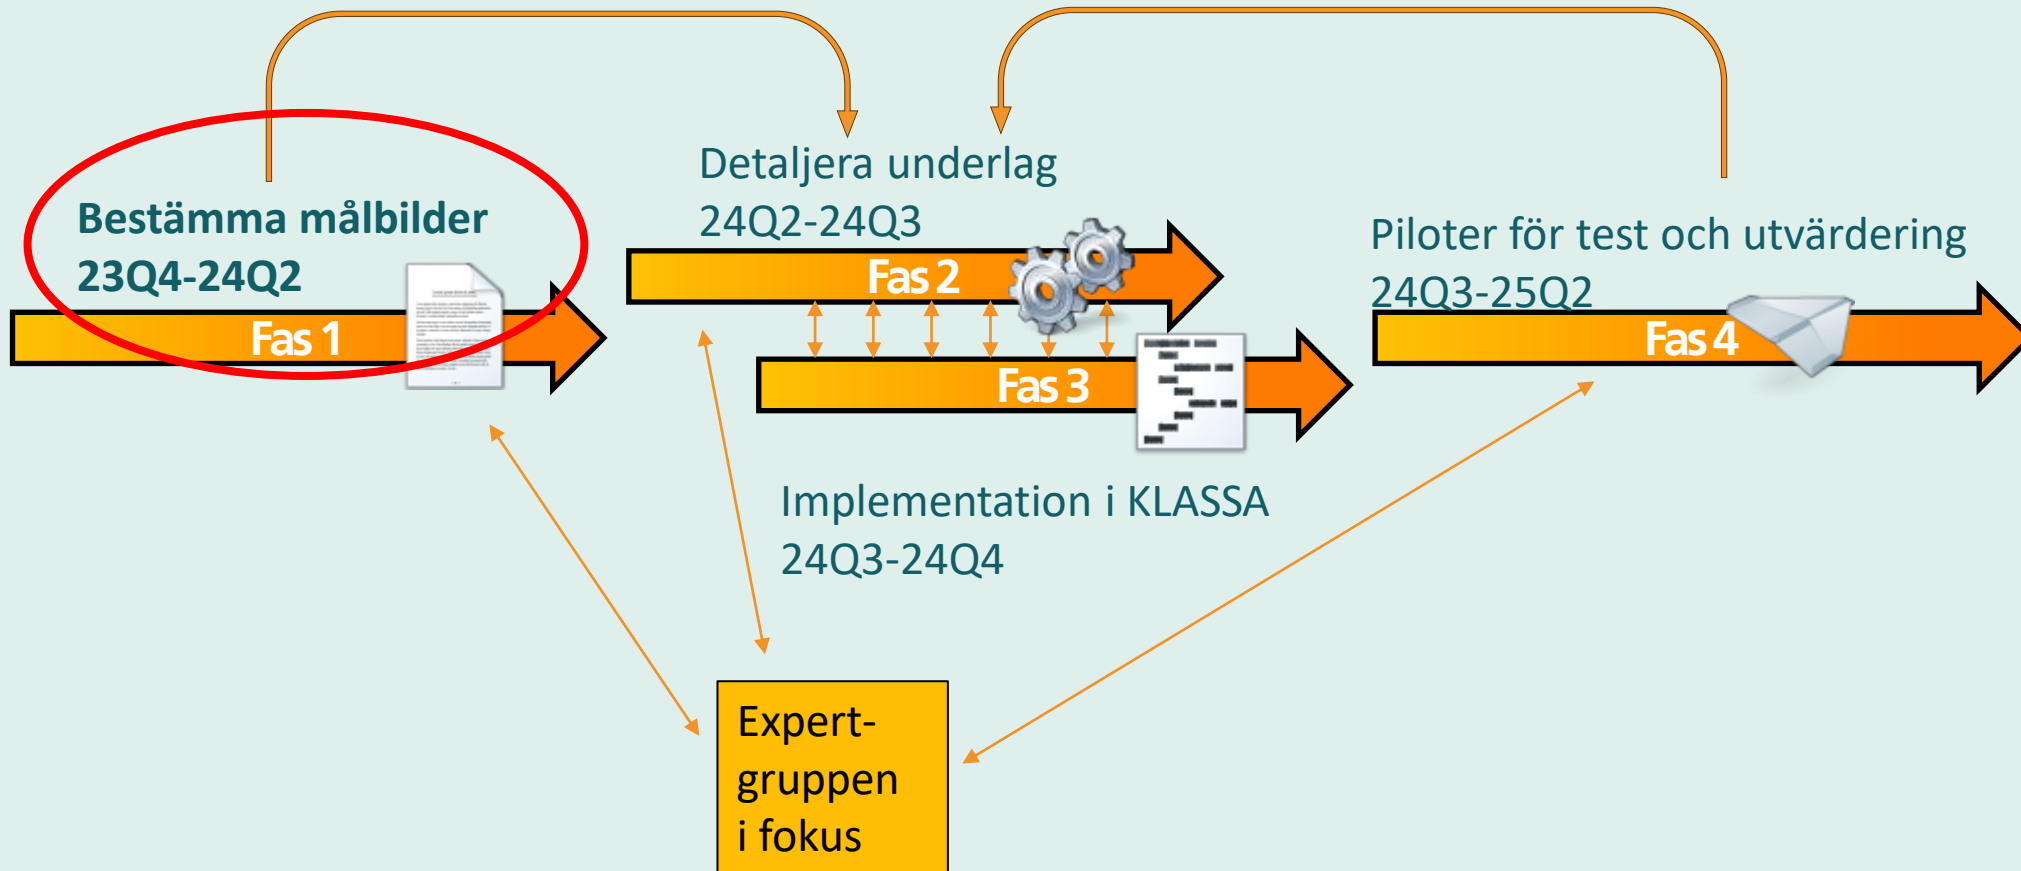 Bestämma målbilder
23Q4-24Q2
Fas 1
Detaljera underlag
24Q2-24Q3
Fas 2
Fas 3
Implementation i KLASSA
24Q3-24Q4
Piloter för test och utvärdering
24Q3-25Q2
Fas 4
Expert-
gruppen
i fokus